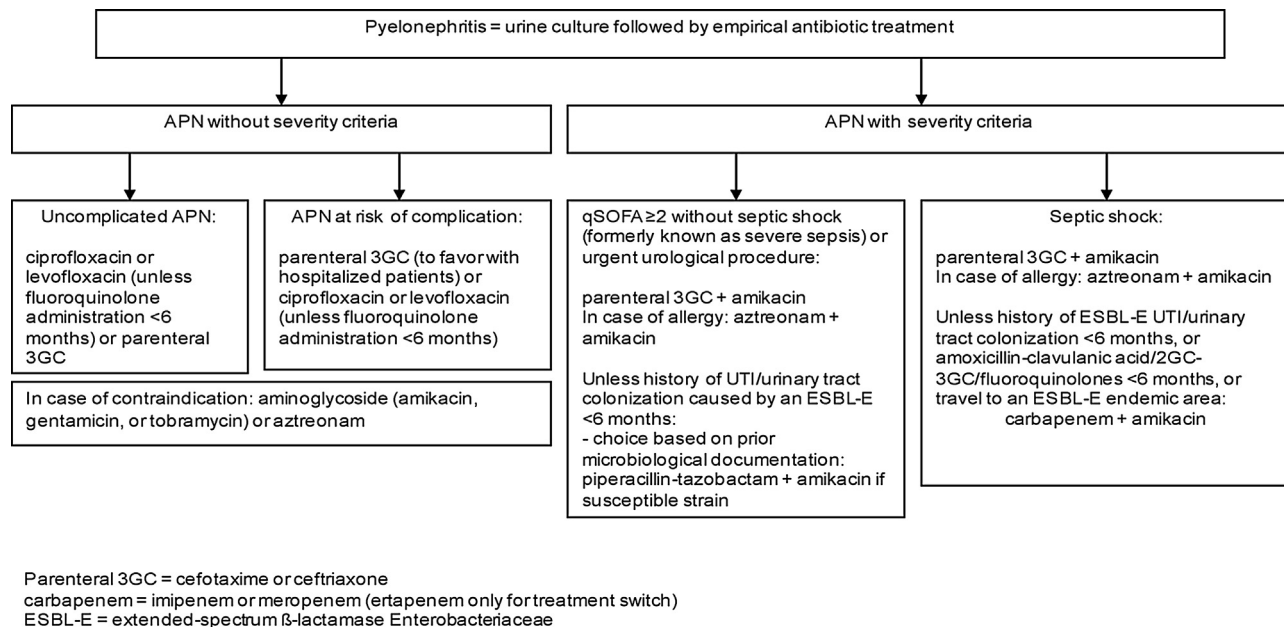 Pyelonephritis = urine culture followed by empirical antibiotic treatment
APN without severity criteria
APN with severity criteria
Uncomplicated APN:
ciprofloxacin or
levofloxacin (unless
fluoroquinolone
administration <6
months) or parenteral
3GC
APN at risk of complication:
parenteral 3GC (to favor with
hospitalized patients) or
ciprofloxacin or levofloxacin
(unless fluoroquinolone
administration <6 months)
In case of contraindication: aminoglycoside (amikacin,
gentamicin, or tobramycin) or aztreonam
qSOFA ≥2 without septic shock
(formerly known as severe sepsis) or
urgent urological procedure:
parenteral 3GC + amikacin
In case of allergy: aztreonam +
amikacin
Unless history of UTI/urinary tract
colonization caused by an ESBL-E
<6 months:
- choice based on prior
microbiological documentation:
piperacillin-tazobactam + amikacin if
susceptible strain
Septic shock:
parenteral 3GC + amikacin
In case of allergy: aztreonam + amikacin
Unless history of ESBL-E UTI/urinary
tract colonization <6 months, or
amoxicillin-clavulanic acid/2GC-
3GC/fluoroquinolones <6 months, or
travel to an ESBL-E endemic area:
carbapenem + amikacin
Parenteral 3GC = cefotaxime or ceftriaxone
carbapenem = imipenem or meropenem (ertapenem only for treatment switch)
ESBL-E = extended-spectrum ß-lactamase Enterobacteriaceae